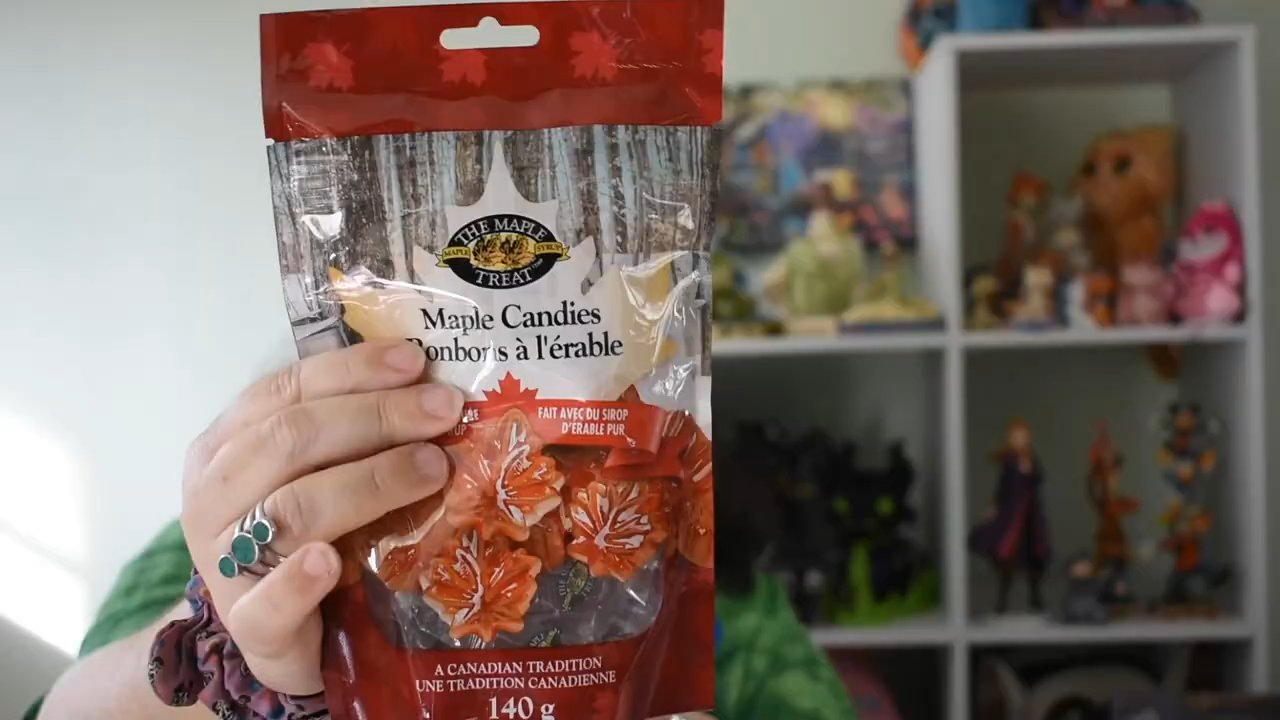 THE MAPLE
MAPLE SYRUP
TREAT
Maple Candies
Bonbons à l'érable
FAIT AVEC DU SIROP
D'ÉRABLE PUR
A CANADIAN TRADITION
UNE TRADITION CANADIENNE
140 g